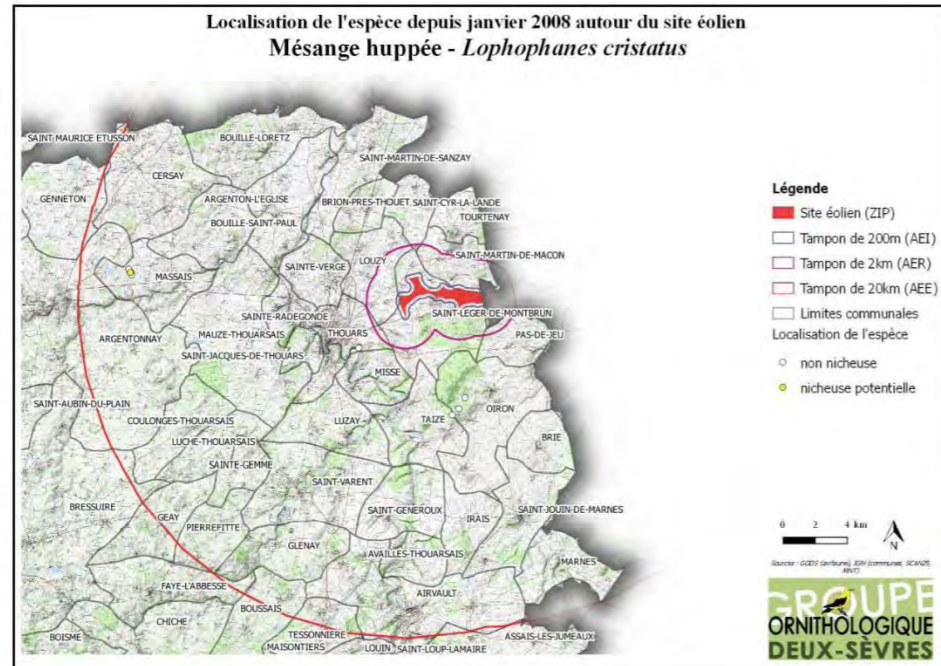 Localisation de l'espèce depuis janvier 2008 autour du site éolien
Mésange huppée - Lophophanes cristatus
SAINT MAURICE ETUSSON
BOUILLE-LORETZ
SAINT-MARTIN-DE-SANZAY
CERSAY
GENNETON
ARGENTON-L'EGLISE
BRION-PRES-THOUET
SAINT-CYR-LA-LANDE
TOURTENAY
BOUILLE-SAINT-PAUL
SAINT-MARTIN-DE-MACON
LOUZY
SAINTE-VERGE
MASSAIS
SAINTE-RADEGONDE
SAINT-LEGER-DE-MONTBRUN
THOUARS
MAUZE-THOUARSAIS
PAS-DE-JEU
ARGENTONNAY
SAINT-JACQUES-DE-THOUARS
MISSE
SAINT-AUBIN-DU-PLAIN
OIRON
COULONGES-THOUARSAIS
LUZAY
TAIZE
LUCHE-THOUARSAIS
BRIE
SAINTE-GEMME
SAINT-VARENT
BRESSUIRE
SAINT-GENEROUX
IRAIS
SAINT-JOUIN-DE-MARNES
GEAY
PIERREFITTE
GLENAY
AVAILLES-THOUARSAIS
MARNES
FAYE-L'ABBESSE
AIRVAULT
BOUSSAIS
CHICHE
TESSONNIERE
ASSAIS-LES-JUMEAUX
BOISME
MAISONTIERS
LOUIN
SAINT-LOUP-LAMAIRE
Légende
Site éolien (ZIP)
Tampon de 200m (AEI)
Tampon de 2km (AER)
Tampon de 20km (AEE)
Limites communales
Localisation de l'espèce
non nicheuse
nicheuse potentielle
0 2 4 km
N
Sources : GODS (avifaune), IGN (communes, SCAN25, MNT)
GROUPE
ORNITHOLOGIQUE
DEUX-SÈVRES